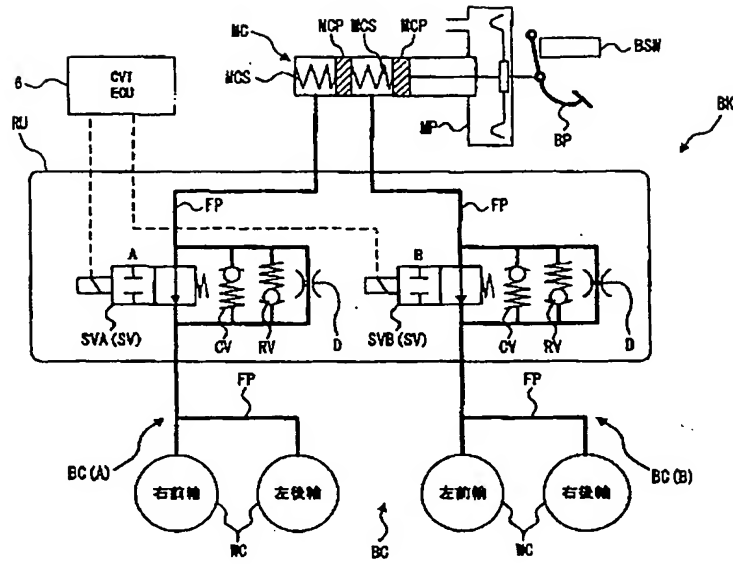 MC
MCP
MCS
MCP
BSW
MCS
6
CVT
ECU
MP
BP
BK
RU
FP
FP
A
B
SVA(SV)
CV
RV
D
SVB(SV)
CV
RV
D
FP
FP
BC(A)
BC(B)
右前輪
左後輪
左前輪
右後輪
WC
BC
WC